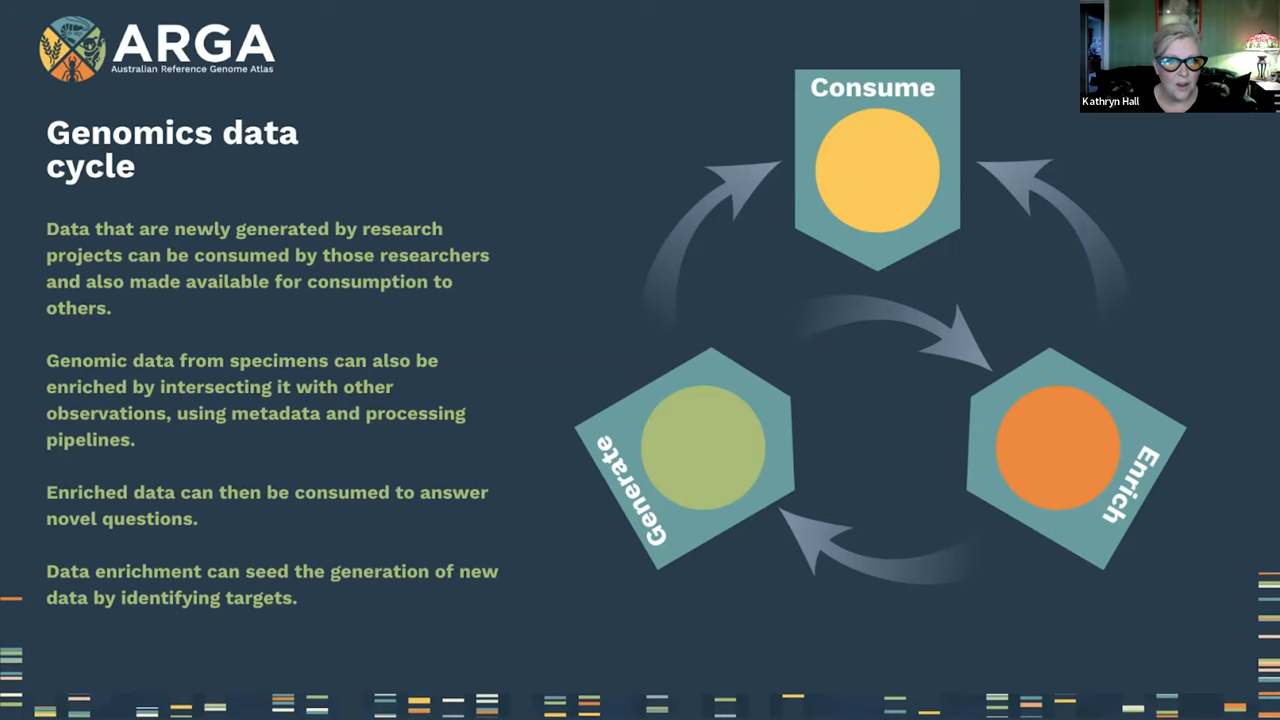 ARGA
Australian Reference Genome Atlas
Kathryn Hall
Genomics data
cycle
Data that are newly generated by research
projects can be consumed by those researchers
and also made available for consumption to
others.
Genomic data from specimens can also be
enriched by intersecting it with other
observations, using metadata and processing
pipelines.
Enriched data can then be consumed to answer
novel questions.
Data enrichment can seed the generation of new
data by identifying targets.
Consume
Generate
Enrich